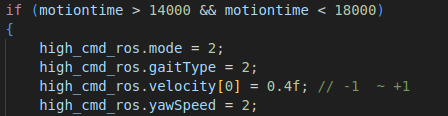 if (motiontime > 14000 && motiontime < 18000)
{
    high_cmd_ros.mode = 2;
    high_cmd_ros.gaitType = 2;
    high_cmd_ros.velocity[0] = 0.4f; // -1  ~ +1
    high_cmd_ros.yawSpeed = 2;